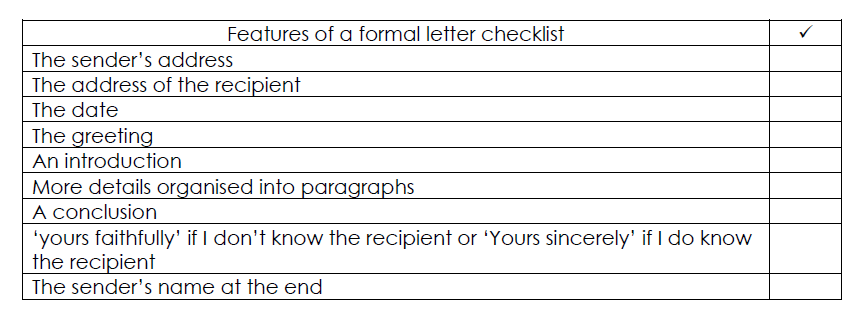 Features of a formal letter checklist ✓
The sender’s address
The address of the recipient
The date
The greeting
An introduction
More details organised into paragraphs
A conclusion
‘yours faithfully’ if I don’t know the recipient or ‘Yours sincerely’ if I do know
the recipient
The sender’s name at the end